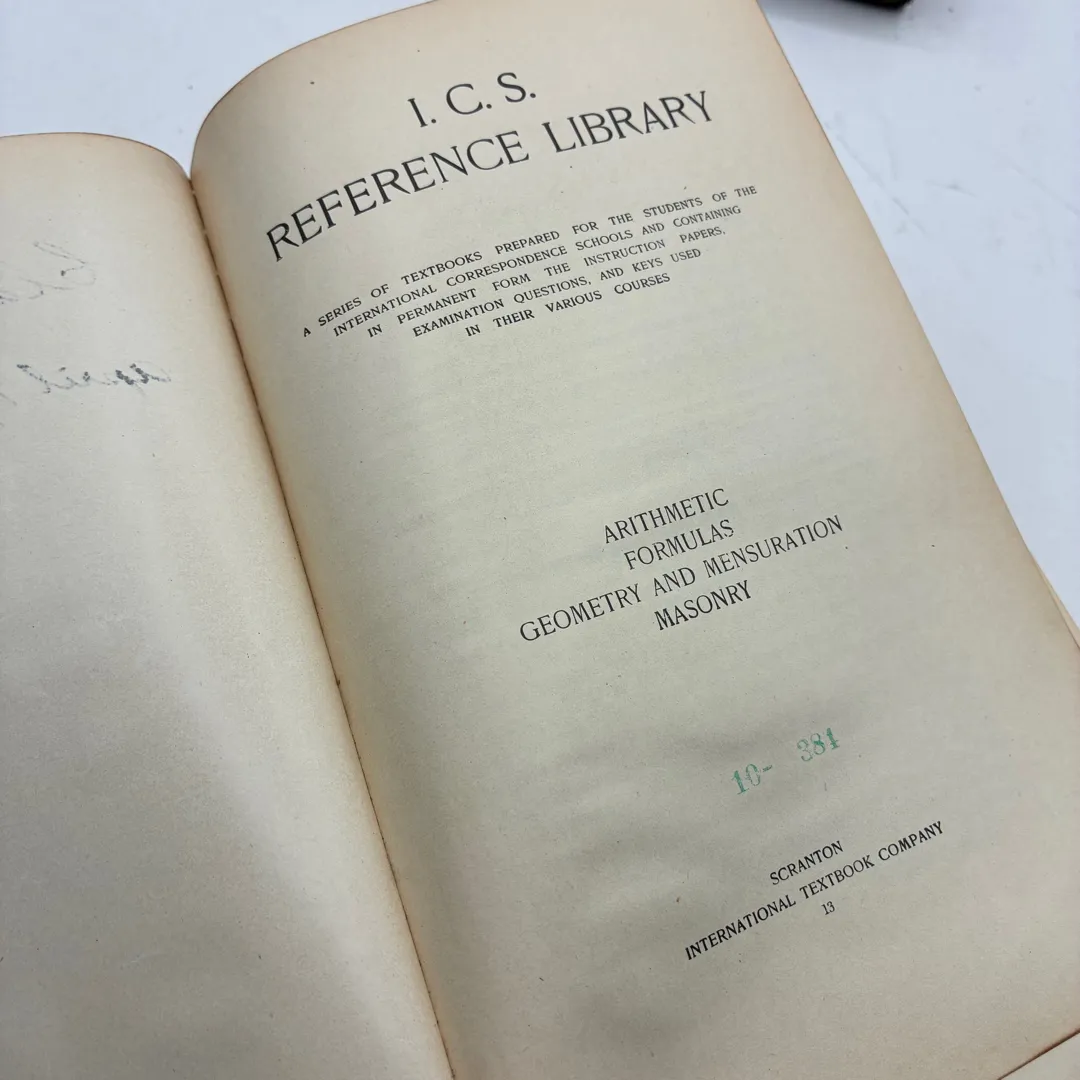 I. C. S.
REFERENCE LIBRARY
A SERIES OF TEXTBOOKS PREPARED FOR THE STUDENTS OF THE
INTERNATIONAL CORRESPONDENCE SCHOOLS AND CONTAINING
IN PERMANENT FORM THE INSTRUCTION PAPERS,
EXAMINATION QUESTIONS, AND KEYS USED
IN THEIR VARIOUS COURSES
ARITHMETIC
FORMULAS
GEOMETRY AND MENSURATION
MASONRY
10- 384
SCRANTON
INTERNATIONAL TEXTBOOK COMPANY
13